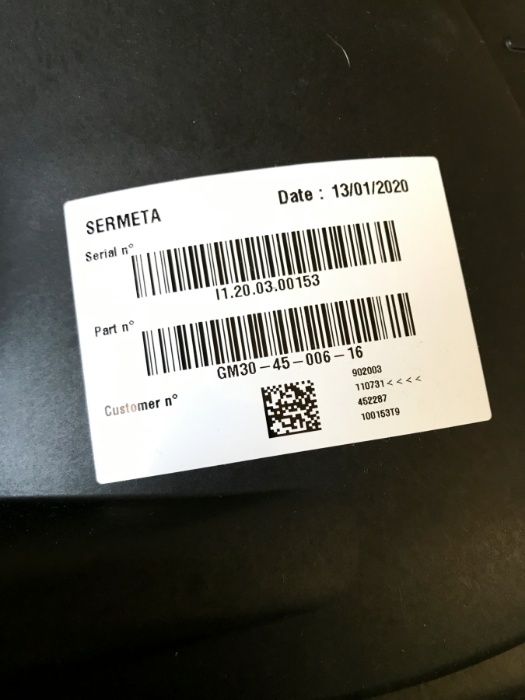 SERMETA
Date : 13/01/2020
Serial n°
I1.20.03.00153
Part n°
GM30-45-006-16
Customer n°
902003
110731<<<<
452287
100153T9